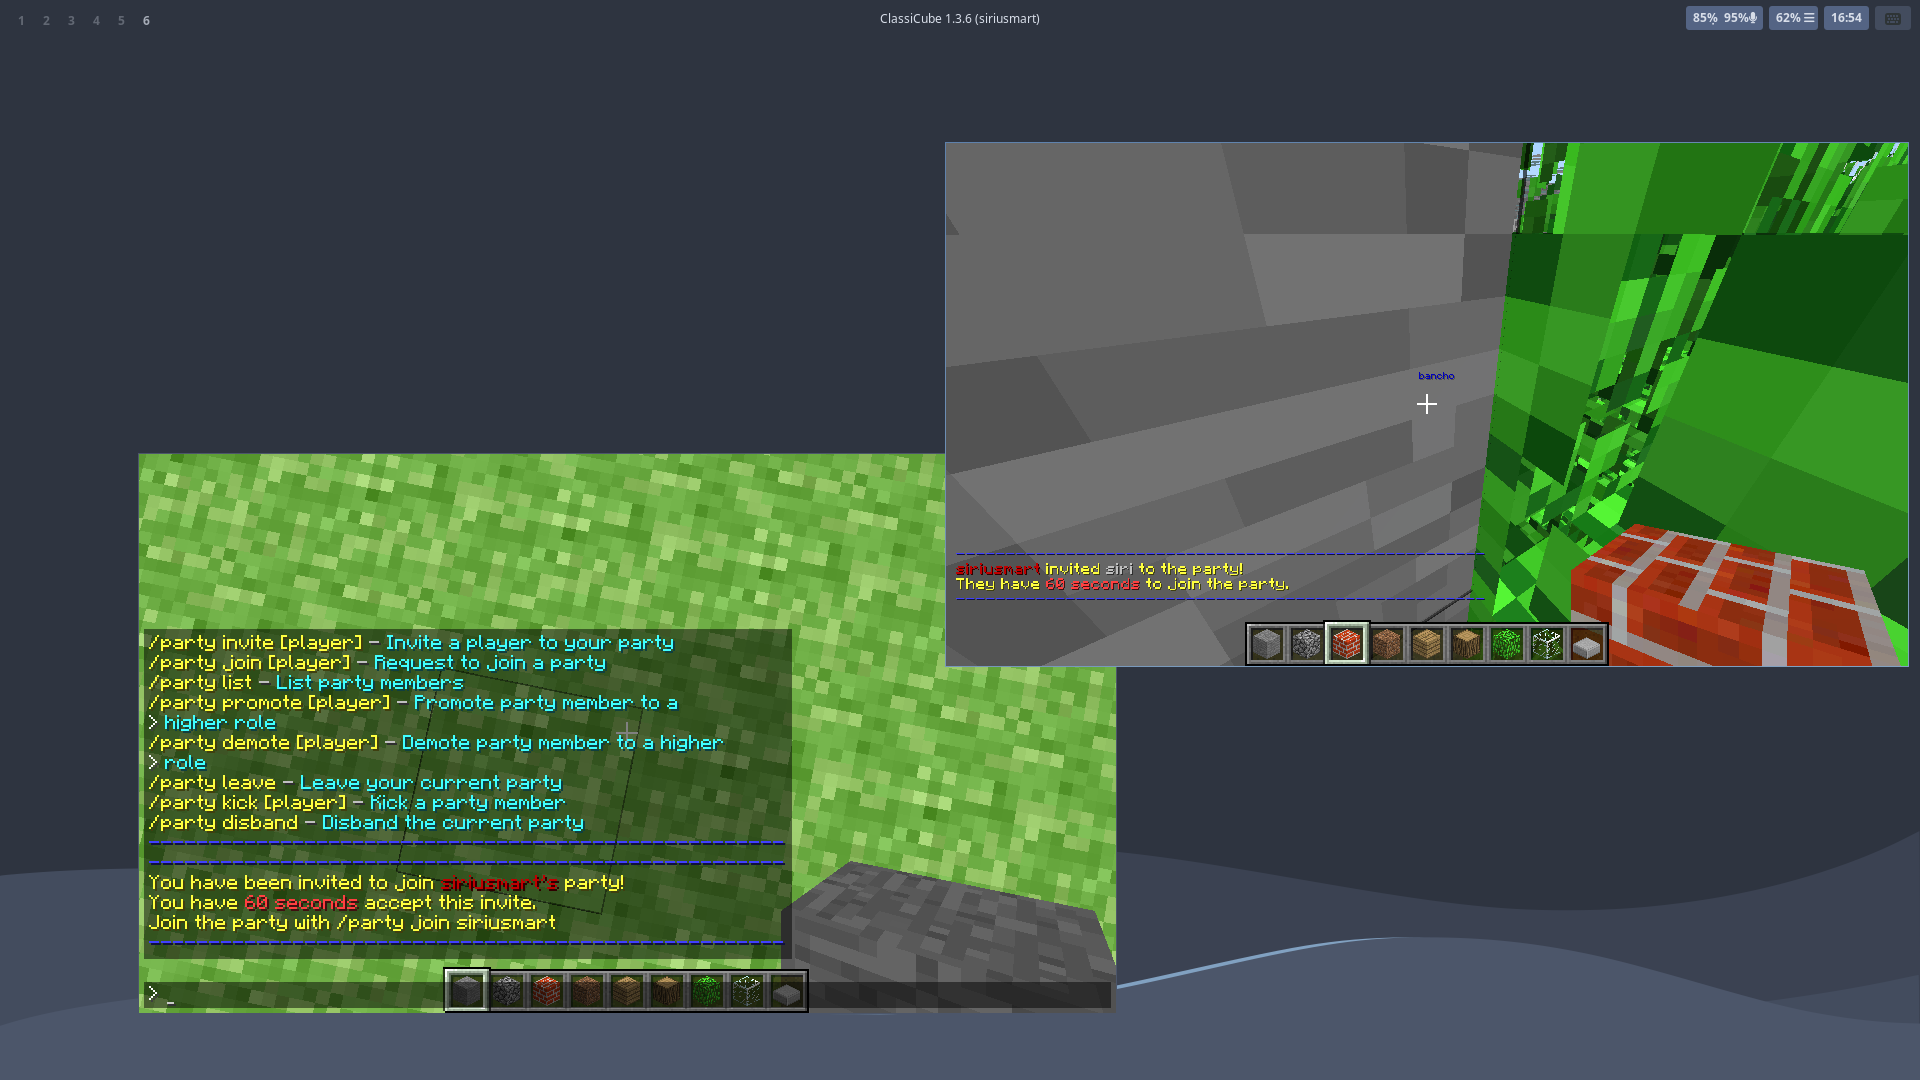 1 2 3 4 5 6
ClassiCube 1.3.6 (siriusmart)
85% 95% 62% 16:54
bancho
siriusmart invited siri to the party!
They have 60 seconds to join the party.
/party invite [player] - Invite a player to your party
/party join [player] - Request to join a party
/party list - List party members
/party promote [player] - Promote party member to a
> higher role
/party demote [player] - Demote party member to a higher
> role
/party leave - Leave your current party
/party kick [player] - Kick a party member
/party disband - Disband the current party
You have been invited to join siriusmart's party!
You have 60 seconds accept this invite.
Join the party with /party join siriusmart
> _